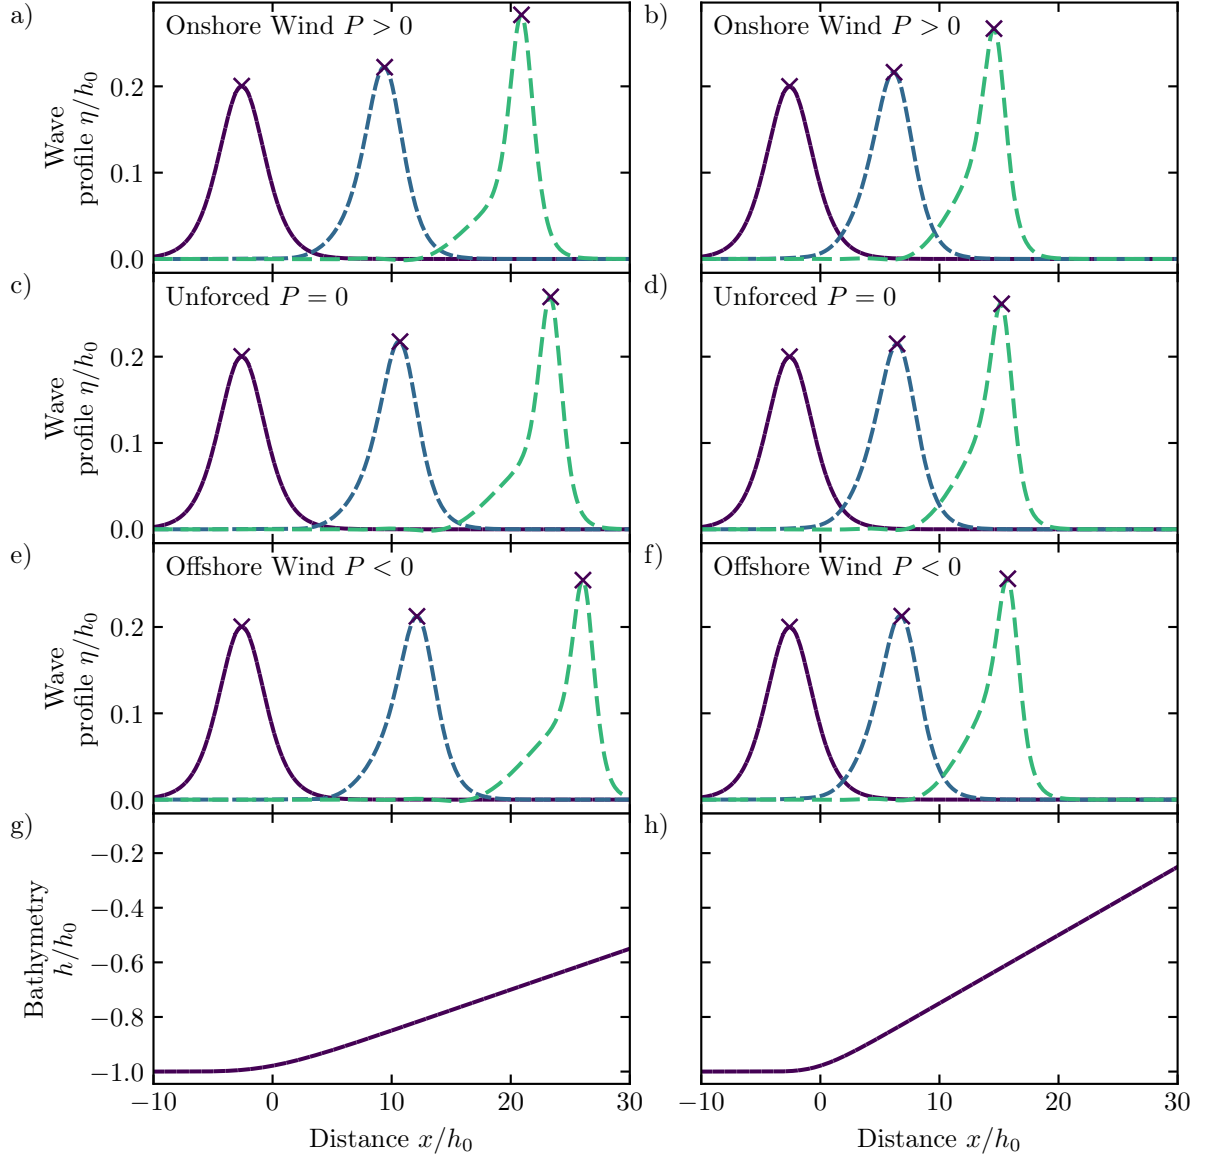 a)
Onshore Wind P > 0
Wave
profile η/h₀
0.2
0.1
0.0
b)
Onshore Wind P > 0
c)
Unforced P = 0
Wave
profile η/h₀
0.2
0.1
0.0
d)
Unforced P = 0
e)
Offshore Wind P < 0
Wave
profile η/h₀
0.2
0.1
0.0
f)
Offshore Wind P < 0
g)
Bathymetry
h/h₀
−0.2
−0.4
−0.6
−0.8
−1.0
−10 0 10 20 30
Distance x/h₀
h)
−10 0 10 20 30
Distance x/h₀